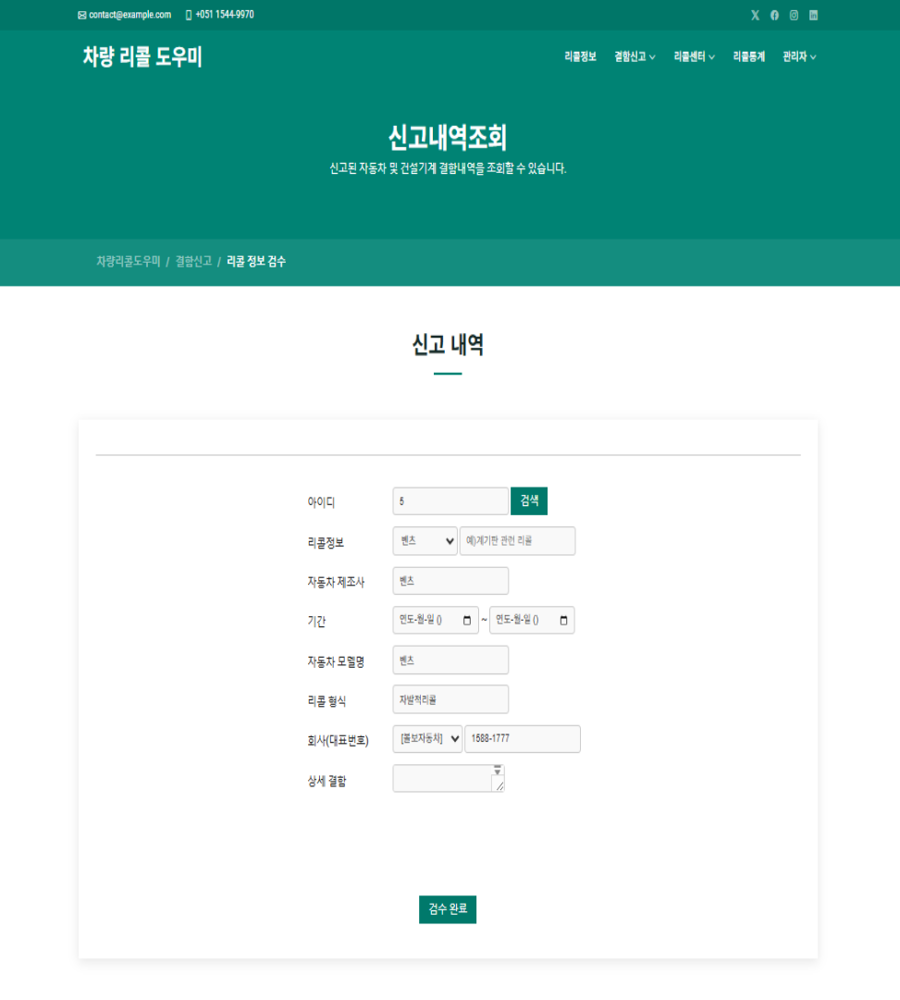 contact@example.com +051 1544-9970
차량 리콜 도우미
리콜정보 결함신고 리콜센터 리콜통계 관리자
신고내역조회
신고된 자동차 및 건설기계 결함내역을 조회할 수 있습니다.
차량리콜도우미 / 결함신고 / 리콜 정보 검수
신고 내역
아이디 5 검색
리콜정보 벤츠 예)계기판 관련 리콜
자동차 제조사 벤츠
기간 연도-월-일 () ~ 연도-월-일 ()
자동차 모델명 벤츠
리콜 형식 자발적리콜
회사(대표번호) [볼보자동차] 1588-1777
상세 결함
검수 완료